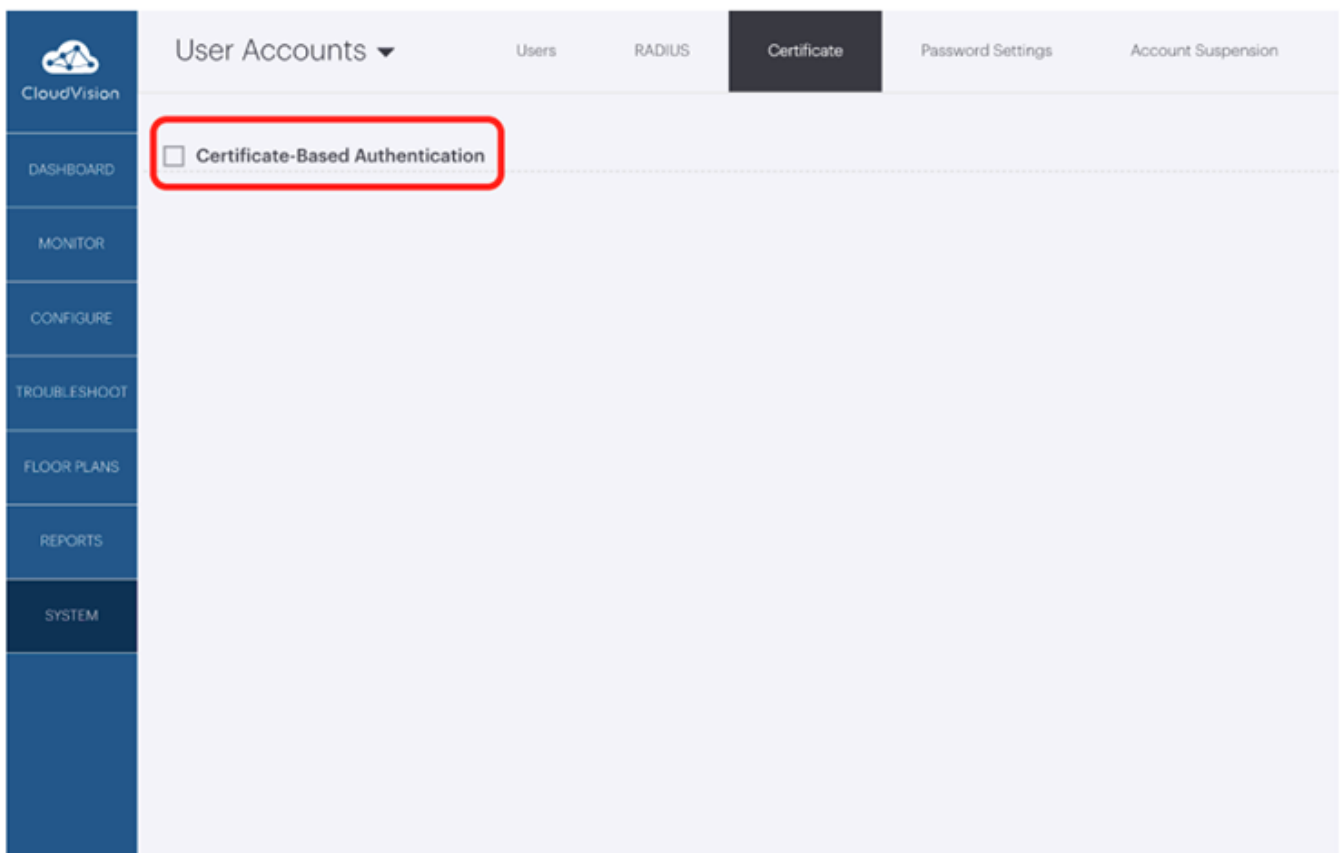 CloudVision
User Accounts
Users
RADIUS
Certificate
Password Settings
Account Suspension
Certificate-Based Authentication
DASHBOARD
MONITOR
CONFIGURE
TROUBLESHOOT
FLOOR PLANS
REPORTS
SYSTEM